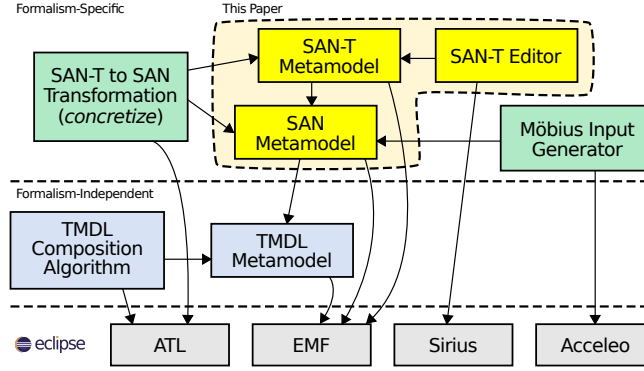 Formalism-Specific
This Paper
SAN-T to SAN
Transformation
(concretize)
SAN-T
Metamodel
SAN-T Editor
SAN
Metamodel
Möbius Input
Generator
Formalism-Independent
TMDL
Composition
Algorithm
TMDL
Metamodel
eclipse
ATL
EMF
Sirius
Acceleo